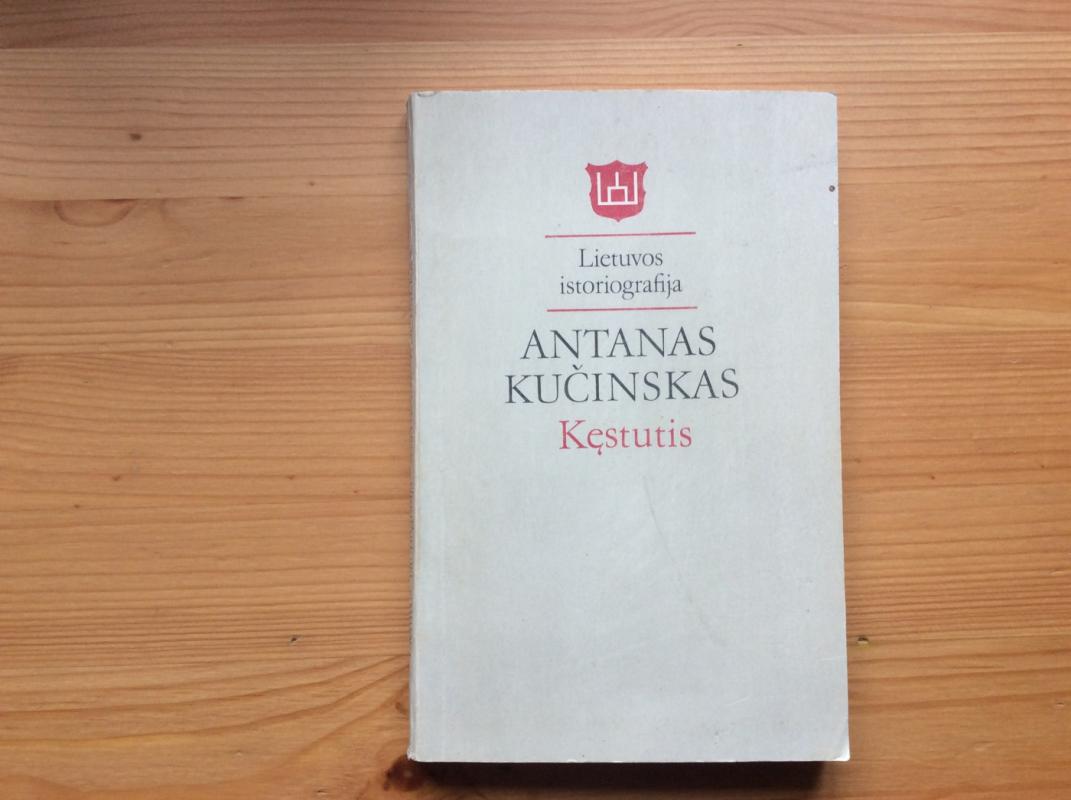 Lietuvos
istoriografija
ANTANAS
KUČINSKAS
Kęstutis